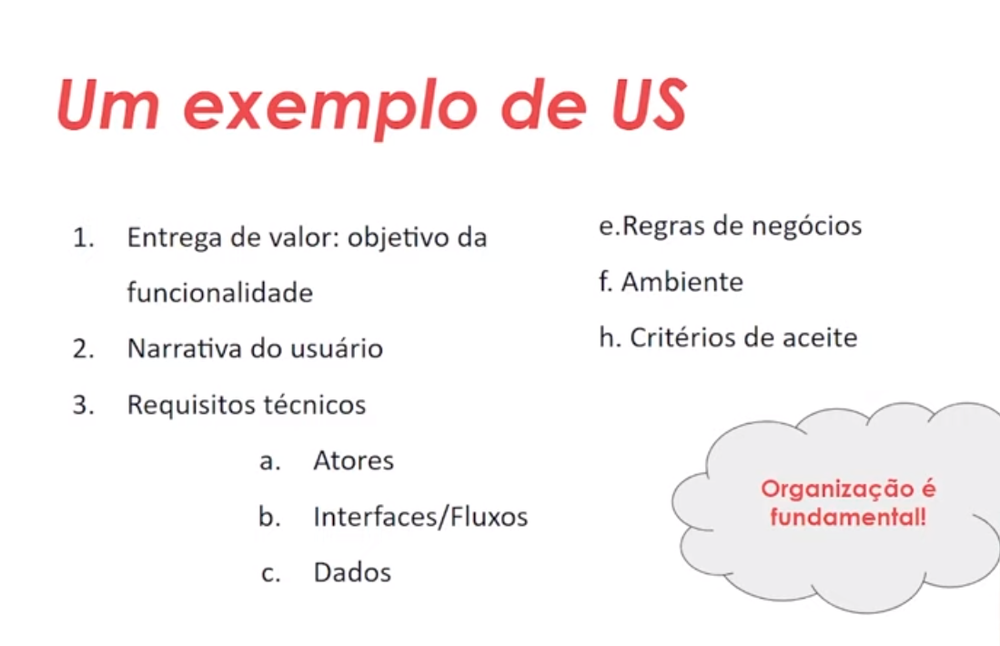 Um exemplo de US
1. Entrega de valor: objetivo da
funcionalidade
2. Narrativa do usuário
3. Requisitos técnicos
a. Atores
b. Interfaces/Fluxos
c. Dados
e.Regras de negócios
f. Ambiente
h. Critérios de aceite
Organização é
fundamental!